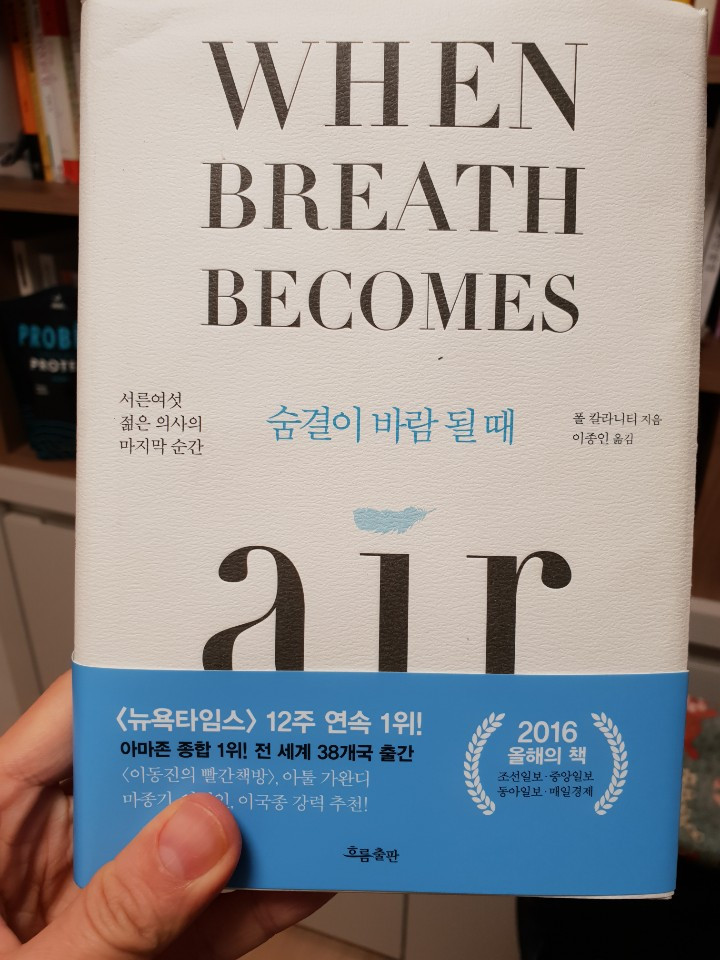 WHEN
BREATH
BECOMES
서른여섯
젊은 의사의
마지막 순간
숨결이 바람 될 때
폴 칼라니티 지음
이종인 옮김
air
〈뉴욕타임스〉 12주 연속 1위!
아마존 종합 1위! 전 세계 38개국 출간
〈이동진의 빨간책방〉, 아툴 가완디
마종기, 이국종 강력 추천!
2016
올해의 책
조선일보·중앙일보
동아일보·매일경제
흐름출판